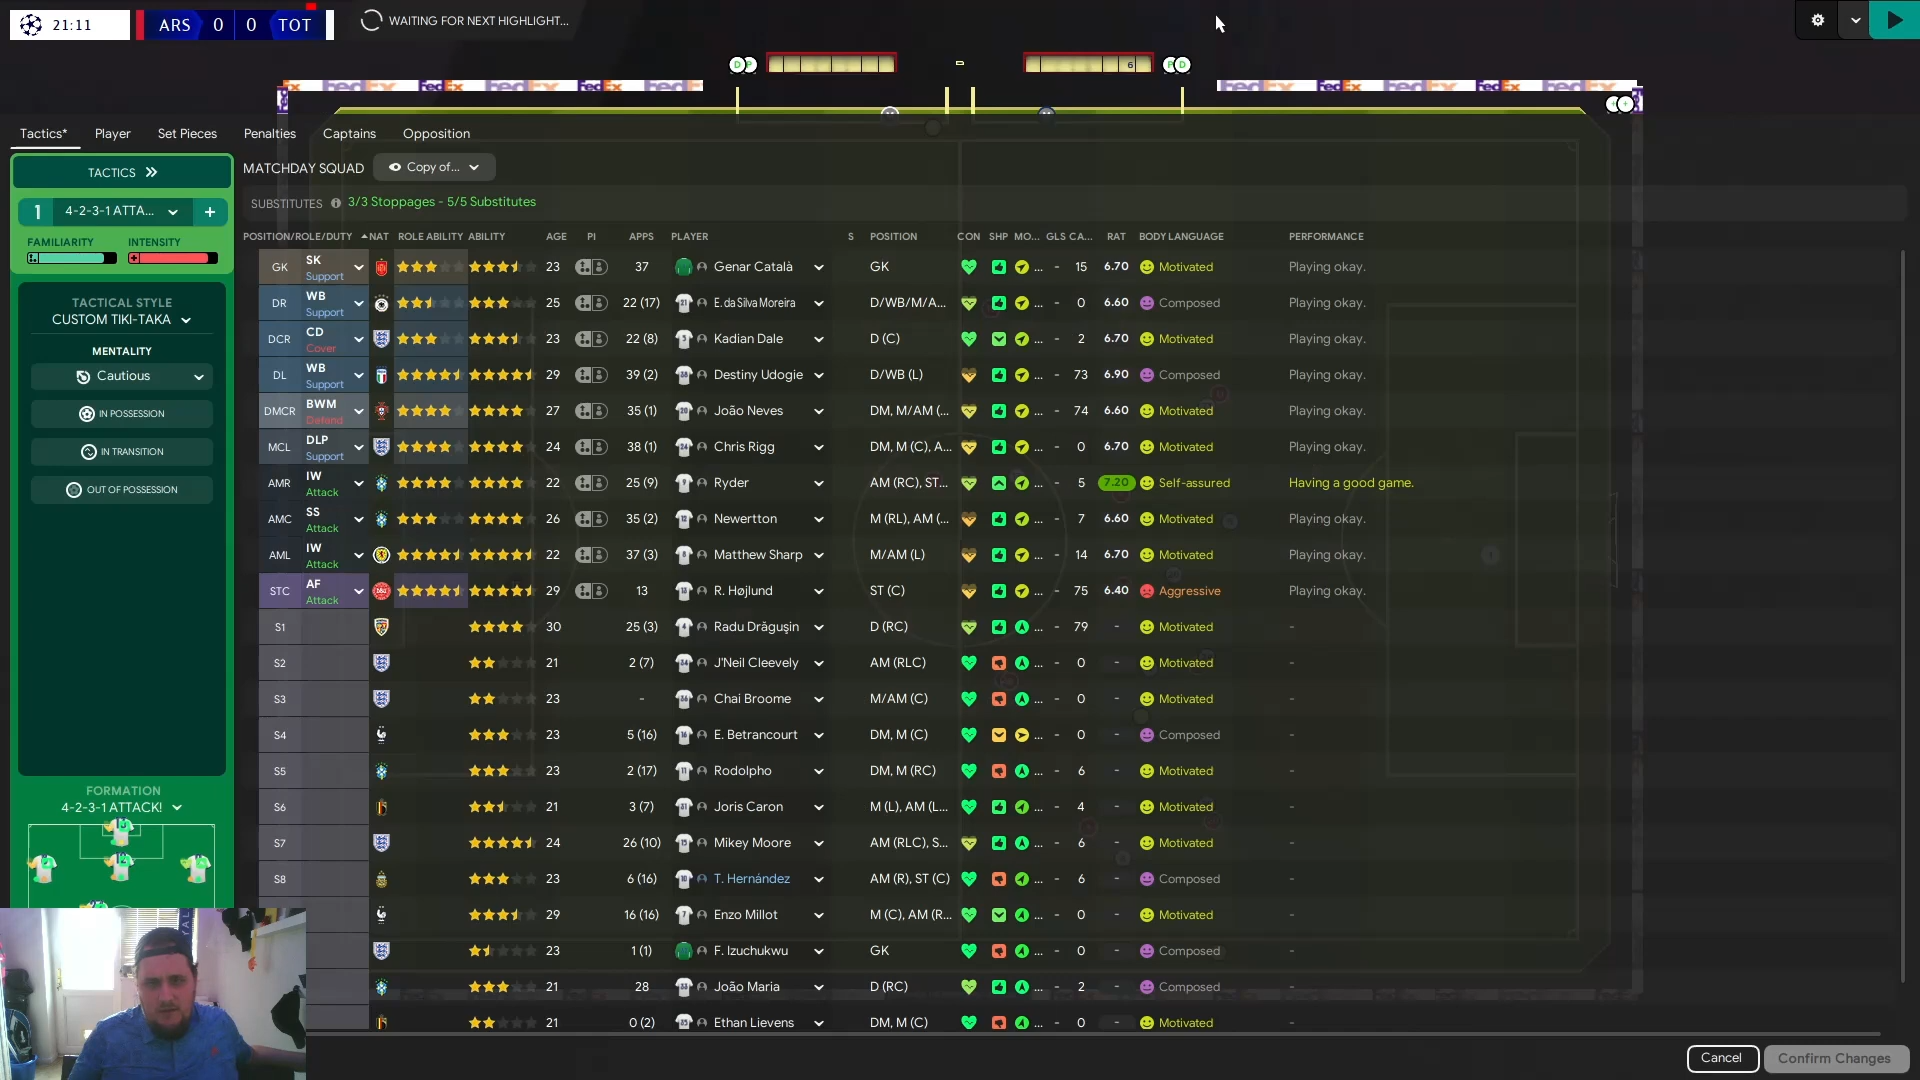 21:11 ARS 0 0 TOT WAITING FOR NEXT HIGHLIGHT...
Tactics* Player Set Pieces Penalties Captains Opposition
TACTICS
1 4-2-3-1 ATTA... +
FAMILIARITY INTENSITY
TACTICAL STYLE
CUSTOM TIKI-TAKA
MENTALITY
Cautious
IN POSSESSION
IN TRANSITION
OUT OF POSSESSION
FORMATION
4-2-3-1 ATTACK!
MATCHDAY SQUAD Copy of...
SUBSTITUTES 3/3 Stoppages - 5/5 Substitutes
POSITION/ROLE/DUTY NAT ROLE ABILITY ABILITY AGE PI APPS PLAYER S POSITION CON SHP MO... GLS CA... RAT BODY LANGUAGE PERFORMANCE
GK SK Support 23 37 Genar Català GK - 15 6.70 Motivated Playing okay.
DR WB Support 25 22 (17) E. da Silva Moreira D/WB/M/A... - 0 6.60 Composed Playing okay.
DCR CD Cover 23 22 (8) Kadian Dale D (C) - 2 6.70 Motivated Playing okay.
DL WB Support 29 39 (2) Destiny Udogie D/WB (L) - 73 6.90 Composed Playing okay.
DMCR BWM Defend 27 35 (1) João Neves DM, M/AM (... - 74 6.60 Motivated Playing okay.
MCL DLP Support 24 38 (1) Chris Rigg DM, M (C), A... - 0 6.70 Motivated Playing okay.
AMR IW Attack 22 25 (9) Ryder AM (RC), ST... - 5 7.20 Self-assured Having a good game.
AMC SS Attack 26 35 (2) Newertton M (RL), AM (... - 7 6.60 Motivated Playing okay.
AML IW Attack 22 37 (3) Matthew Sharp M/AM (L) - 14 6.70 Motivated Playing okay.
STC AF Attack 29 13 R. Højlund ST (C) - 75 6.40 Aggressive Playing okay.
S1 30 25 (3) Radu Drăguşin D (RC) - 79 - Motivated -
S2 21 2 (7) J'Neil Cleevely AM (RLC) - 0 - Motivated -
S3 23 - Chai Broome M/AM (C) - 0 - Motivated -
S4 23 5 (16) E. Betrancourt DM, M (C) - 0 - Composed -
S5 23 2 (17) Rodolpho DM, M (RC) - 6 - Motivated -
S6 21 3 (7) Joris Caron M (L), AM (L... - 4 - Motivated -
S7 24 26 (10) Mikey Moore AM (RLC), S... - 6 - Motivated -
S8 23 6 (16) T. Hernández AM (R), ST (C) - 6 - Composed -
29 16 (16) Enzo Millot M (C), AM (R... - 0 - Motivated -
23 1 (1) F. Izuchukwu GK - 0 - Composed -
21 28 João Maria D (RC) - 2 - Composed -
21 0 (2) Ethan Lievens DM, M (C) - 0 - Motivated -
Cancel Confirm Changes